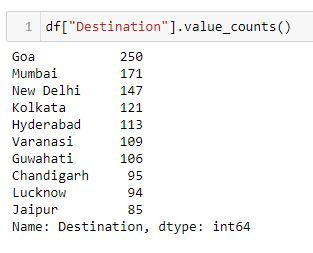 1 df["Destination"].value_counts()
Goa 250
Mumbai 171
New Delhi 147
Kolkata 121
Hyderabad 113
Varanasi 109
Guwahati 106
Chandigarh 95
Lucknow 94
Jaipur 85
Name: Destination, dtype: int64